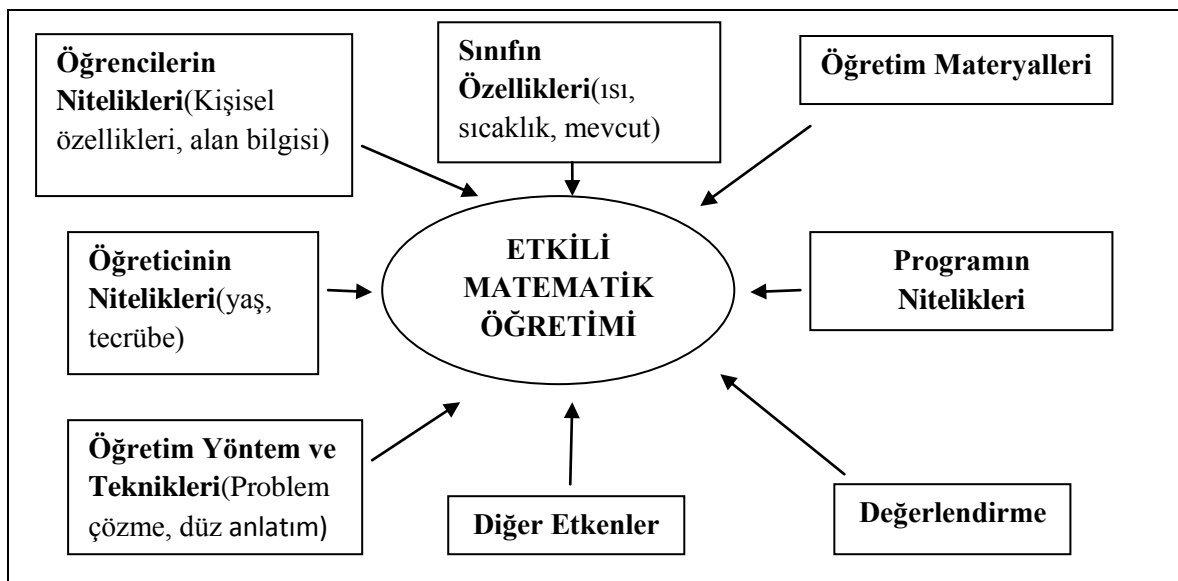 Öğrencilerin
Nitelikleri(Kişisel
özellikleri, alan bilgisi)
Sınıfın
Özellikleri(ısı,
sıcaklık, mevcut)
Öğretim Materyalleri
Öğreticinin
Nitelikleri(yaş,
tecrübe)
ETKİLİ
MATEMATİK
ÖĞRETİMİ
Programın
Nitelikleri
Öğretim Yöntem ve
Teknikleri(Problem
çözme, düz anlatım)
Diğer Etkenler
Değerlendirme